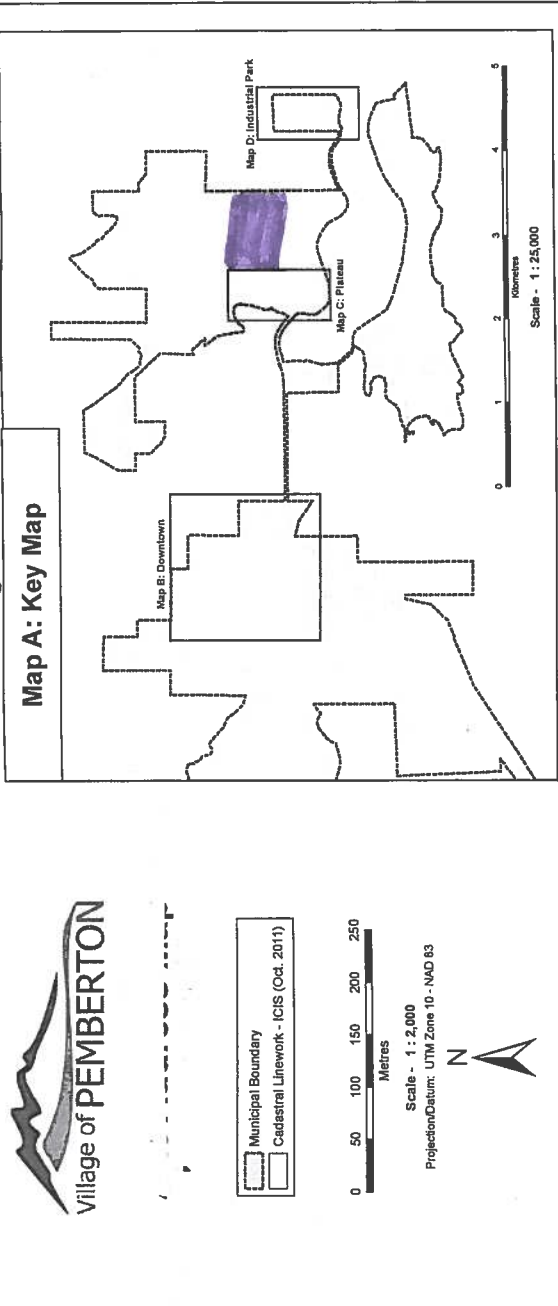 Village of PEMBERTON
Municipal Boundary
Cadastral Linework - ICIS (Oct. 2011)
0 50 100 150 200 250
Metres
Scale - 1 : 2,000
Projection/Datum: UTM Zone 10 - NAD 83
N
Map A: Key Map
Map B: Downtown
Map C: Plateau
Map D: Industrial Park
0 1 2 3 4 5
Kilometres
Scale - 1 : 25,000